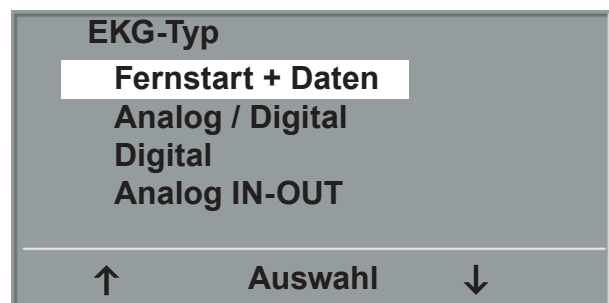 EKG-Typ
Fernstart + Daten
Analog / Digital
Digital
Analog IN-OUT
↑ Auswahl ↓